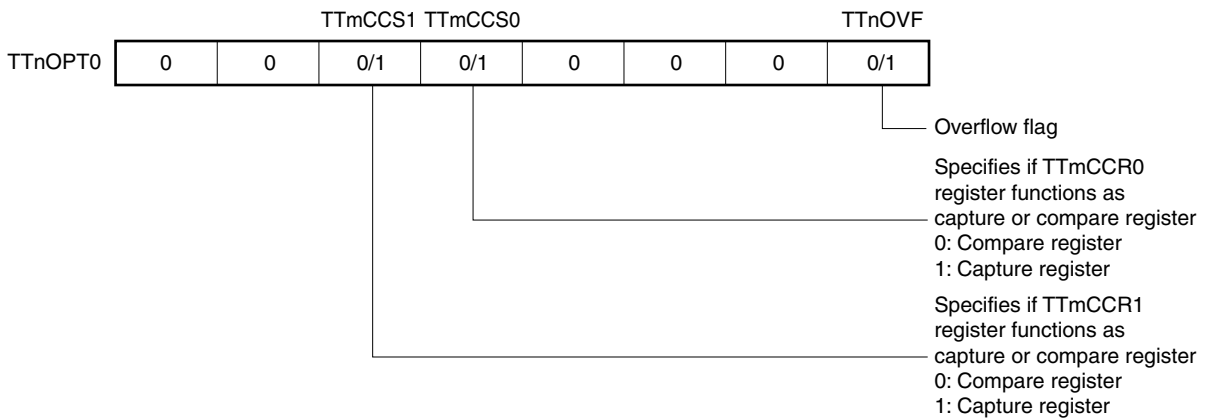 TTmCCS1 TTmCCS0 TTnOVF
TTnOPT0 0 0 0/1 0/1 0 0 0 0/1
Overflow flag
Specifies if TTmCCR0
register functions as
capture or compare register
0: Compare register
1: Capture register
Specifies if TTmCCR1
register functions as
capture or compare register
0: Compare register
1: Capture register